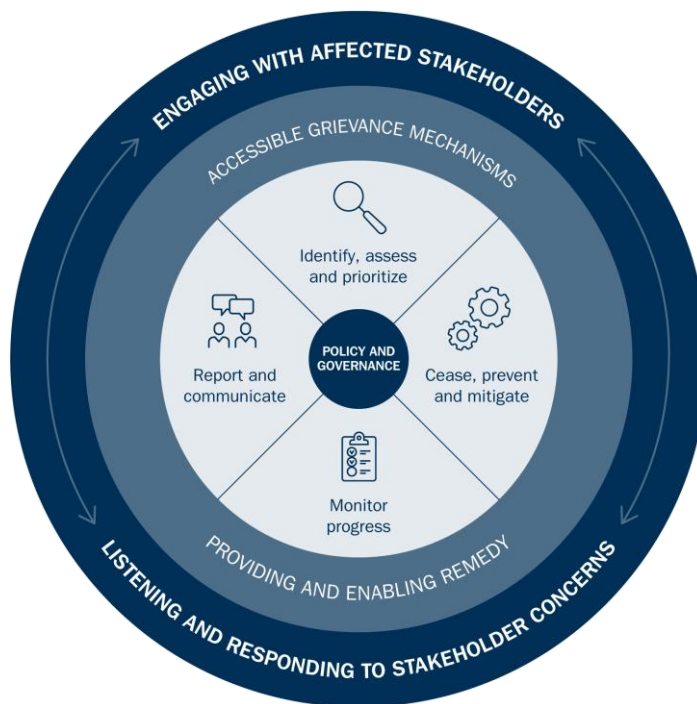 ENGAGING WITH AFFECTED STAKEHOLDERS
ACCESSIBLE GRIEVANCE MECHANISMS
Identify, assess
and prioritize
Report and
communicate
POLICY AND
GOVERNANCE
Cease, prevent
and mitigate
Monitor
progress
PROVIDING AND ENABLING REMEDY
LISTENING AND RESPONDING TO STAKEHOLDER CONCERNS